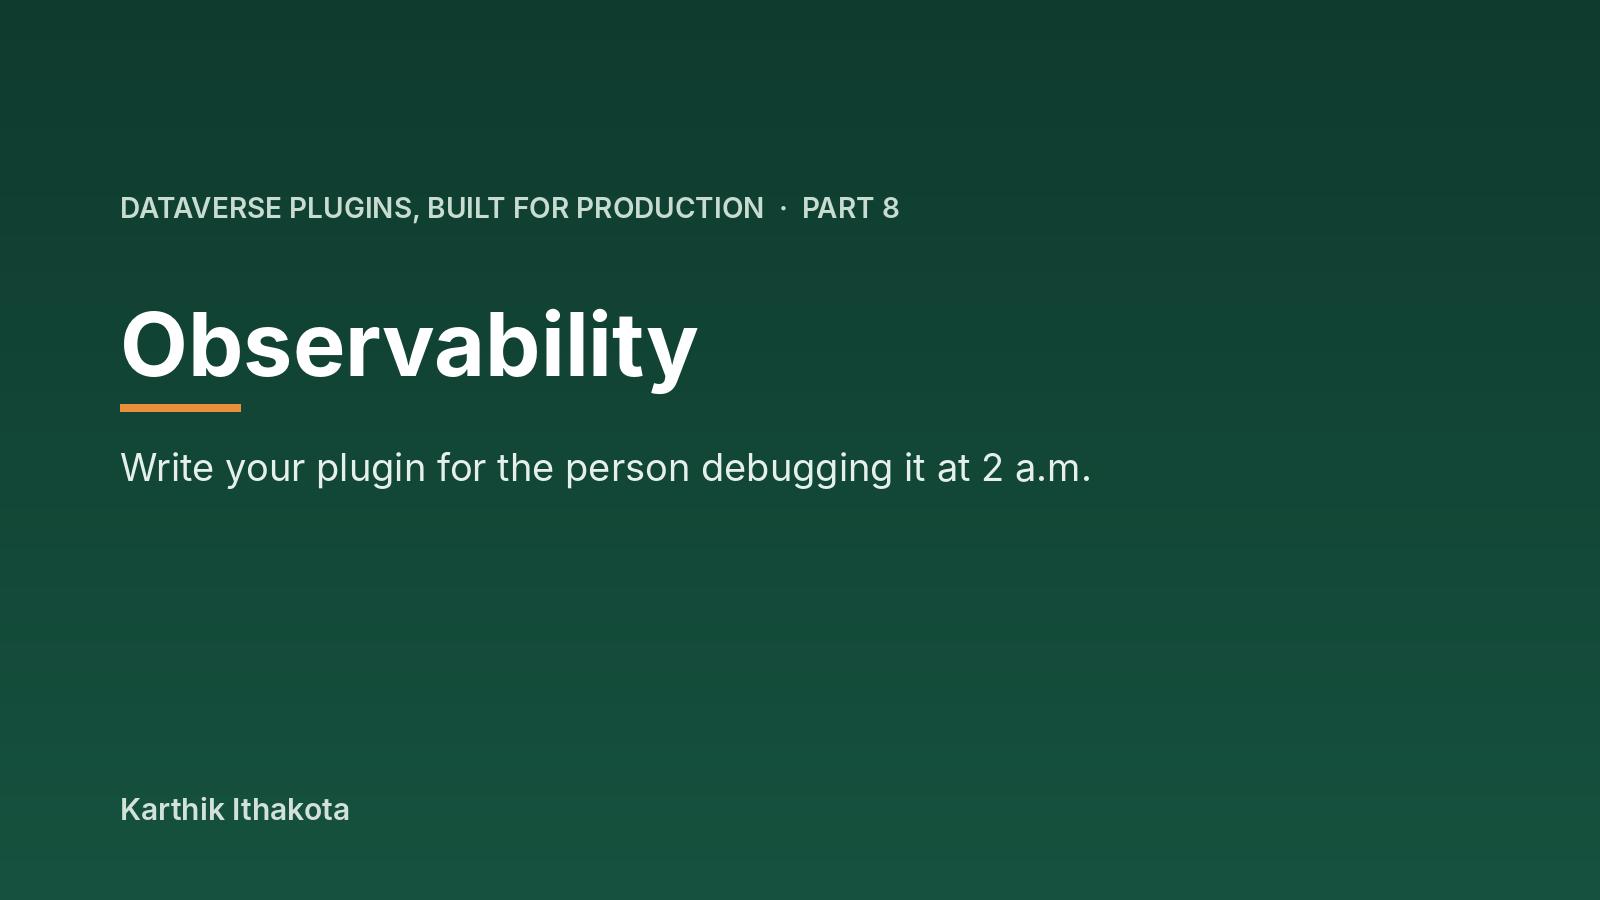 DATAVERSE PLUGINS, BUILT FOR PRODUCTION · PART 8
Observability
Write your plugin for the person debugging it at 2 a.m.
Karthik Ithakota